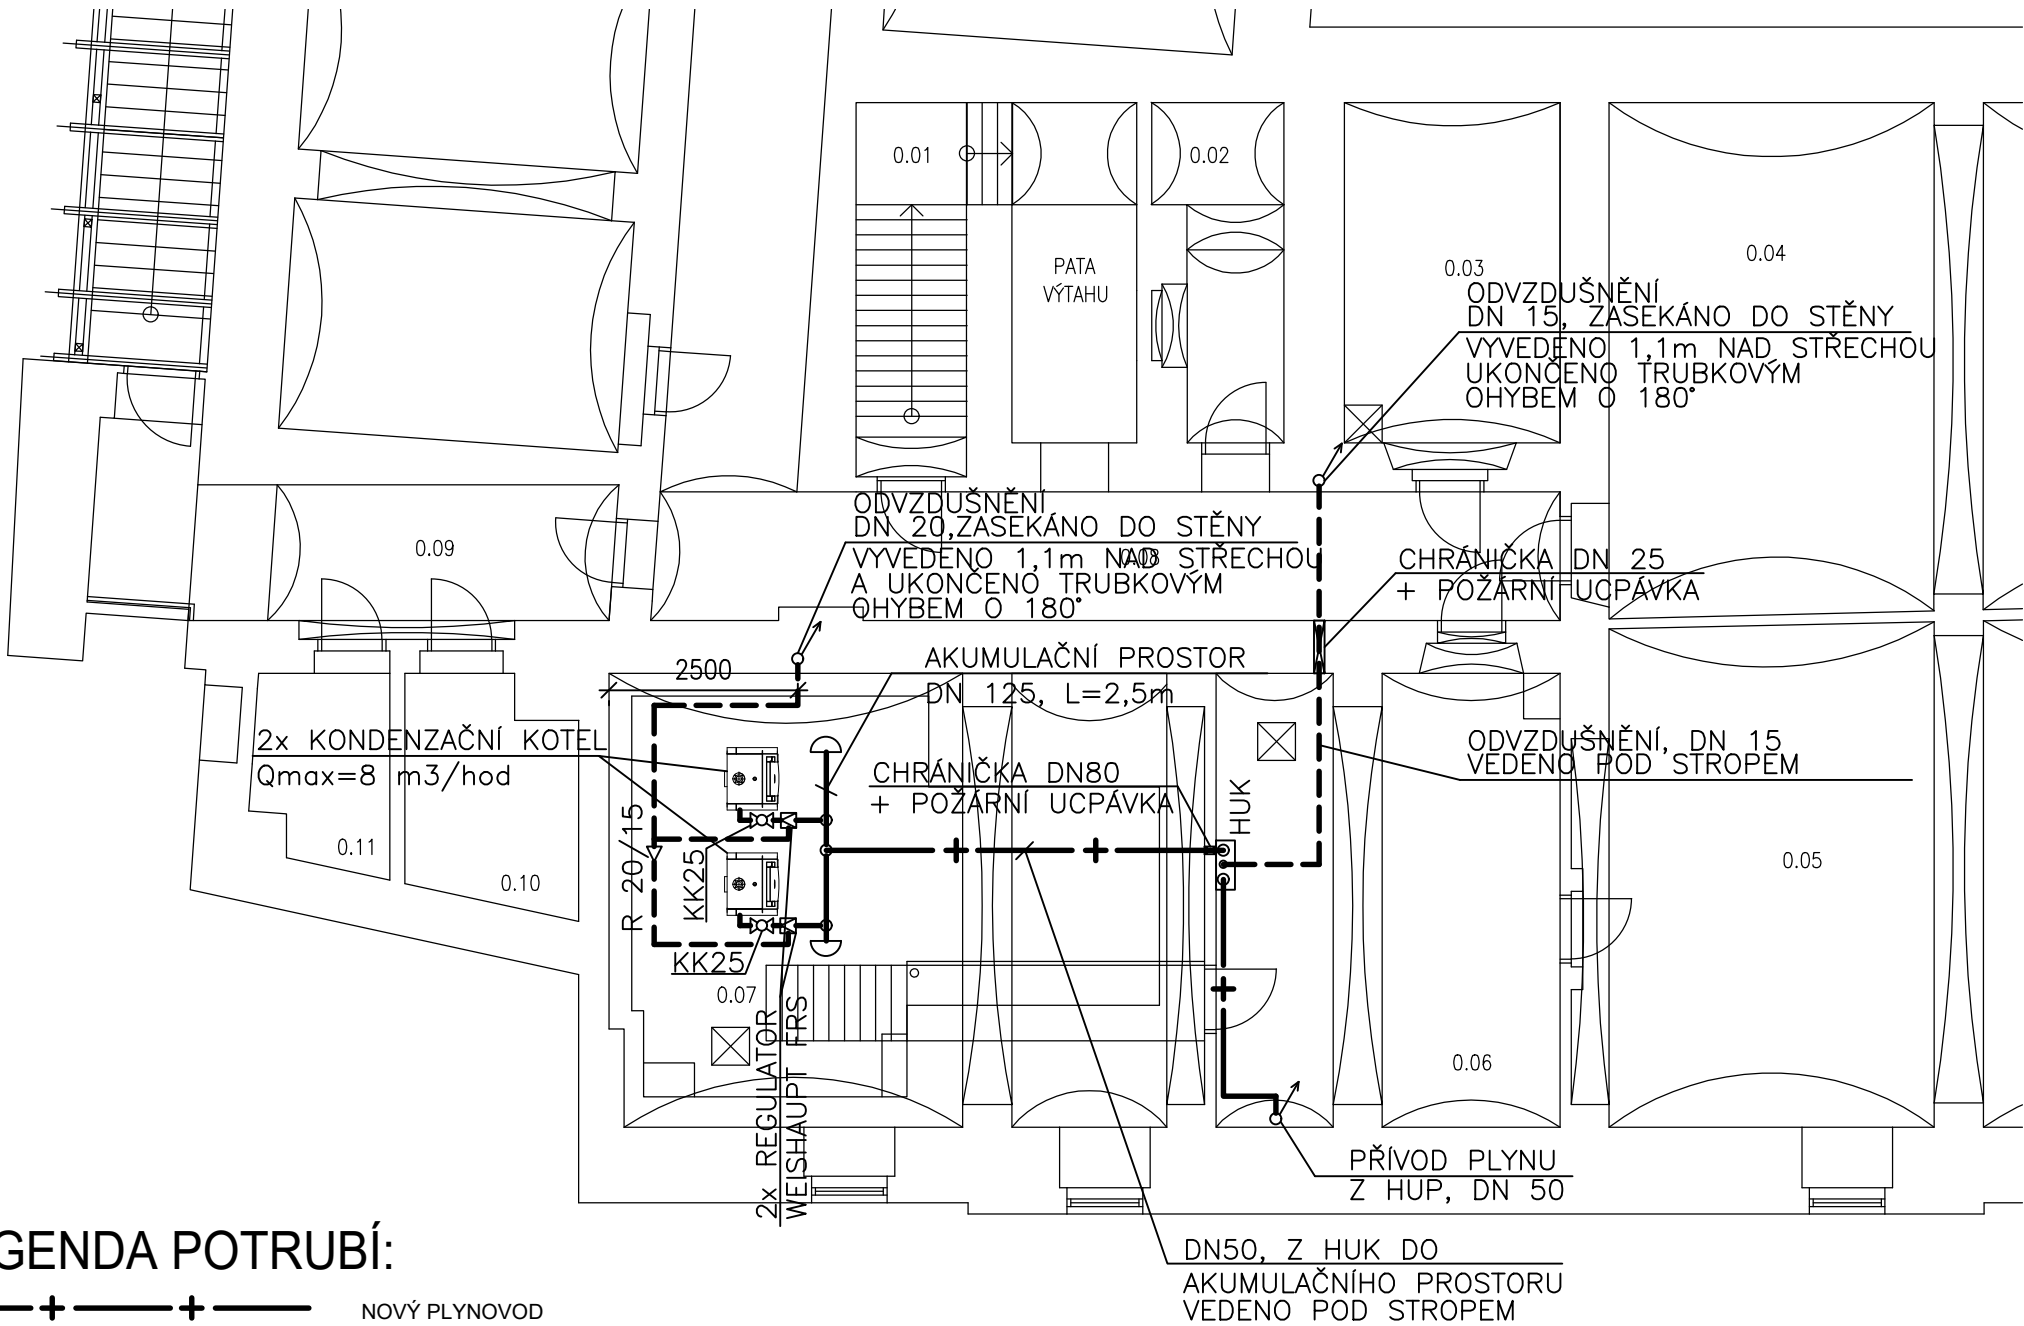 0.01
0.02
PATA
VÝTAHU
0.03
0.04
ODVZDUŠNĚNÍ
DN 15, ZASEKÁNO DO STĚNY
VYVEDENO 1,1m NAD STŘECHOU
UKONČENO TRUBKOVÝM
OHYBEM O 180°
0.09
ODVZDUŠNĚNÍ
DN 20,ZASEKÁNO DO STĚNY
VYVEDENO 1,1m NAD STŘECHOU
0.08
A UKONČENO TRUBKOVÝM
OHYBEM O 180°
CHRÁNIČKA DN 25
+ POŽÁRNÍ UCPÁVKA
2500
AKUMULAČNÍ PROSTOR
DN 125, L=2,5m
2x KONDENZAČNÍ KOTEL
Qmax=8 m3/hod
CHRÁNIČKA DN80
+ POŽÁRNÍ UCPÁVKA
HUK
ODVZDUŠNĚNÍ, DN 15
VEDENO POD STROPEM
R 20/15
KK25
0.11
0.10
0.05
KK25
0.07
2x REGULATOR
WEISHAUPT FRS
0.06
PŘÍVOD PLYNU
Z HUP, DN 50
DN50, Z HUK DO
AKUMULAČNÍHO PROSTORU
VEDENO POD STROPEM
GENDA POTRUBÍ:
NOVÝ PLYNOVOD